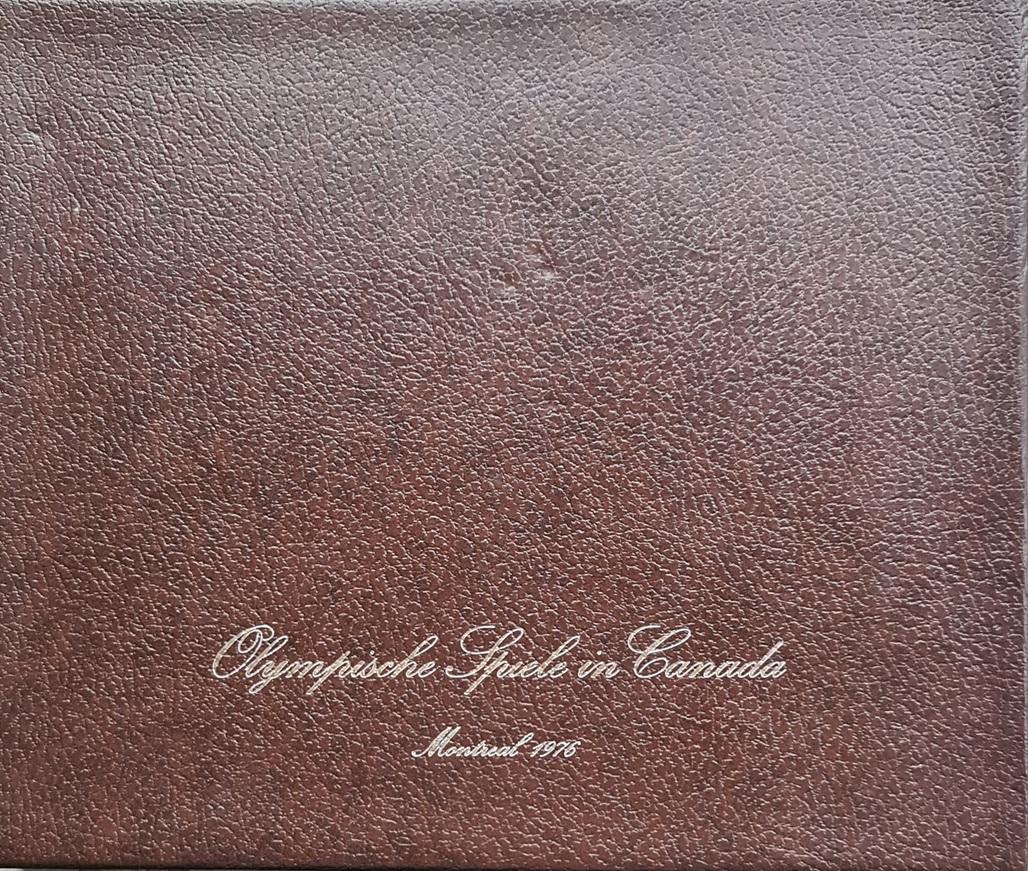 Olympische Spiele in Canada
Montreal 1976